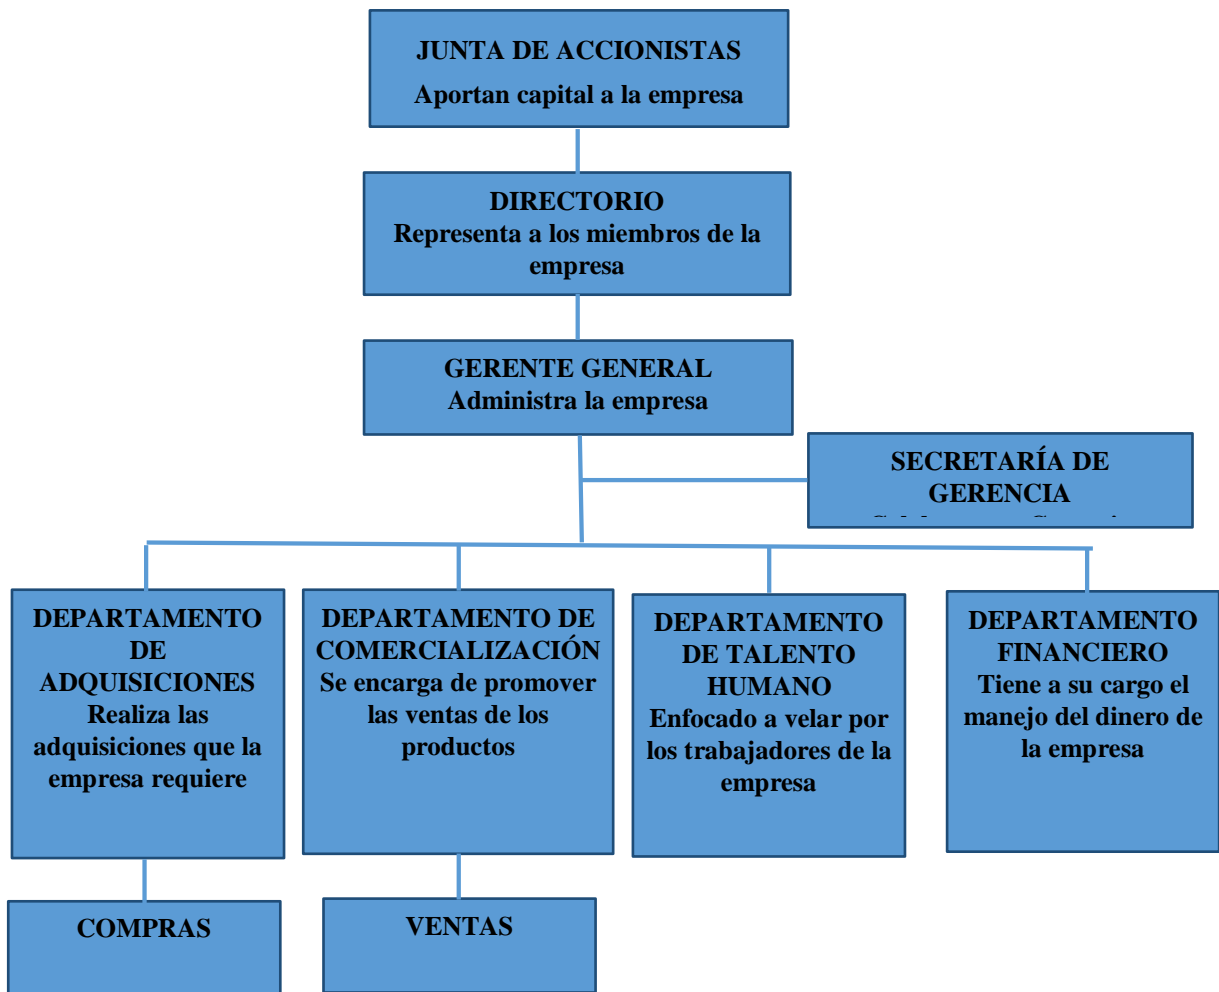 JUNTA DE ACCIONISTAS
Aportan capital a la empresa
DIRECTORIO
Representa a los miembros de la
empresa
GERENTE GENERAL
Administra la empresa
SECRETARÍA DE
GERENCIA
DEPARTAMENTO
DE
ADQUISICIONES
Realiza las
adquisiciones que la
empresa requiere
DEPARTAMENTO DE
COMERCIALIZACIÓN
Se encarga de promover
las ventas de los
productos
DEPARTAMENTO
DE TALENTO
HUMANO
Enfocado a velar por
los trabajadores de la
empresa
DEPARTAMENTO
FINANCIERO
Tiene a su cargo el
manejo del dinero de
la empresa
COMPRAS
VENTAS